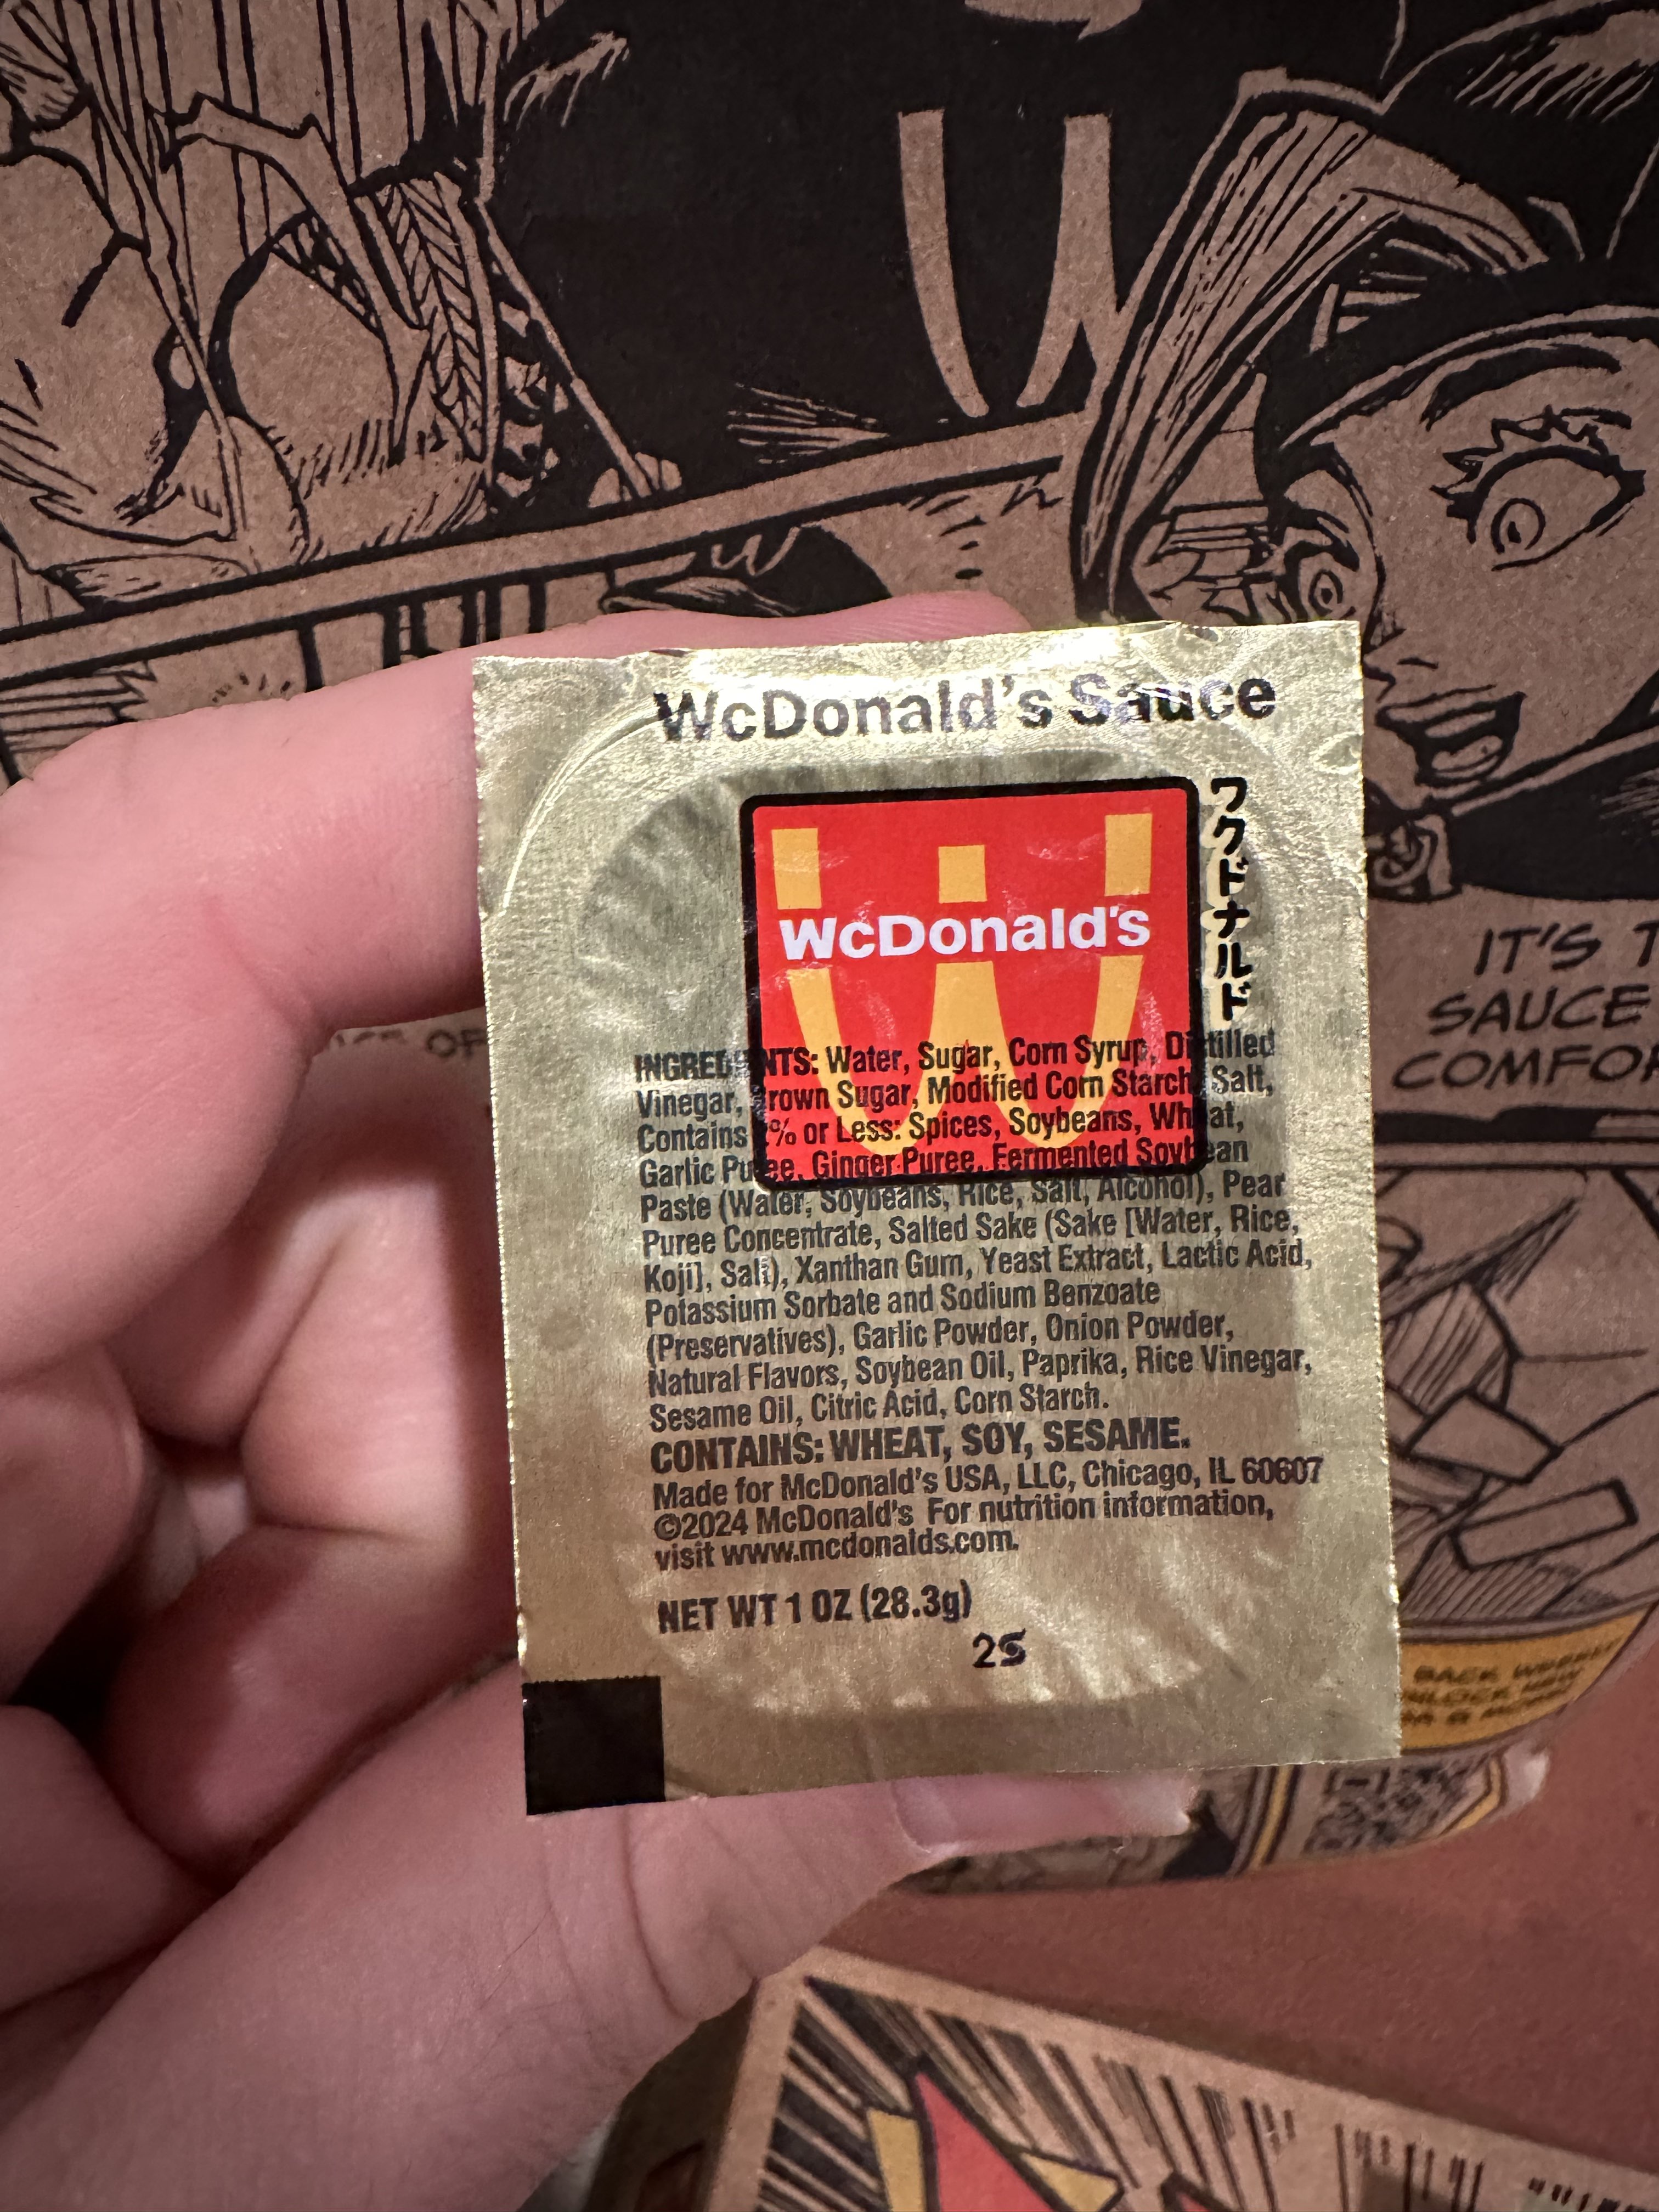 WcDonald's Sauce
WcDonald's
ワクドナルド
INGREDIENTS: Water, Sugar, Corn Syrup, Distilled
Vinegar, Brown Sugar, Modified Corn Starch, Salt,
Contains % or Less: Spices, Soybeans, Wheat,
Garlic Puree, Ginger Puree, Fermented Soybean
Paste (Water, Soybeans, Rice, Salt, Alcohol), Pear
Puree Concentrate, Salted Sake (Sake [Water, Rice,
Koji], Salt), Xanthan Gum, Yeast Extract, Lactic Acid,
Potassium Sorbate and Sodium Benzoate
(Preservatives), Garlic Powder, Onion Powder,
Natural Flavors, Soybean Oil, Paprika, Rice Vinegar,
Sesame Oil, Citric Acid, Corn Starch.
CONTAINS: WHEAT, SOY, SESAME.
Made for McDonald's USA, LLC, Chicago, IL 60607
©2024 McDonald's For nutrition information,
visit www.mcdonalds.com.
NET WT 1 OZ (28.3g)
IT'S T
SAUCE
COMFO
OF
BACK